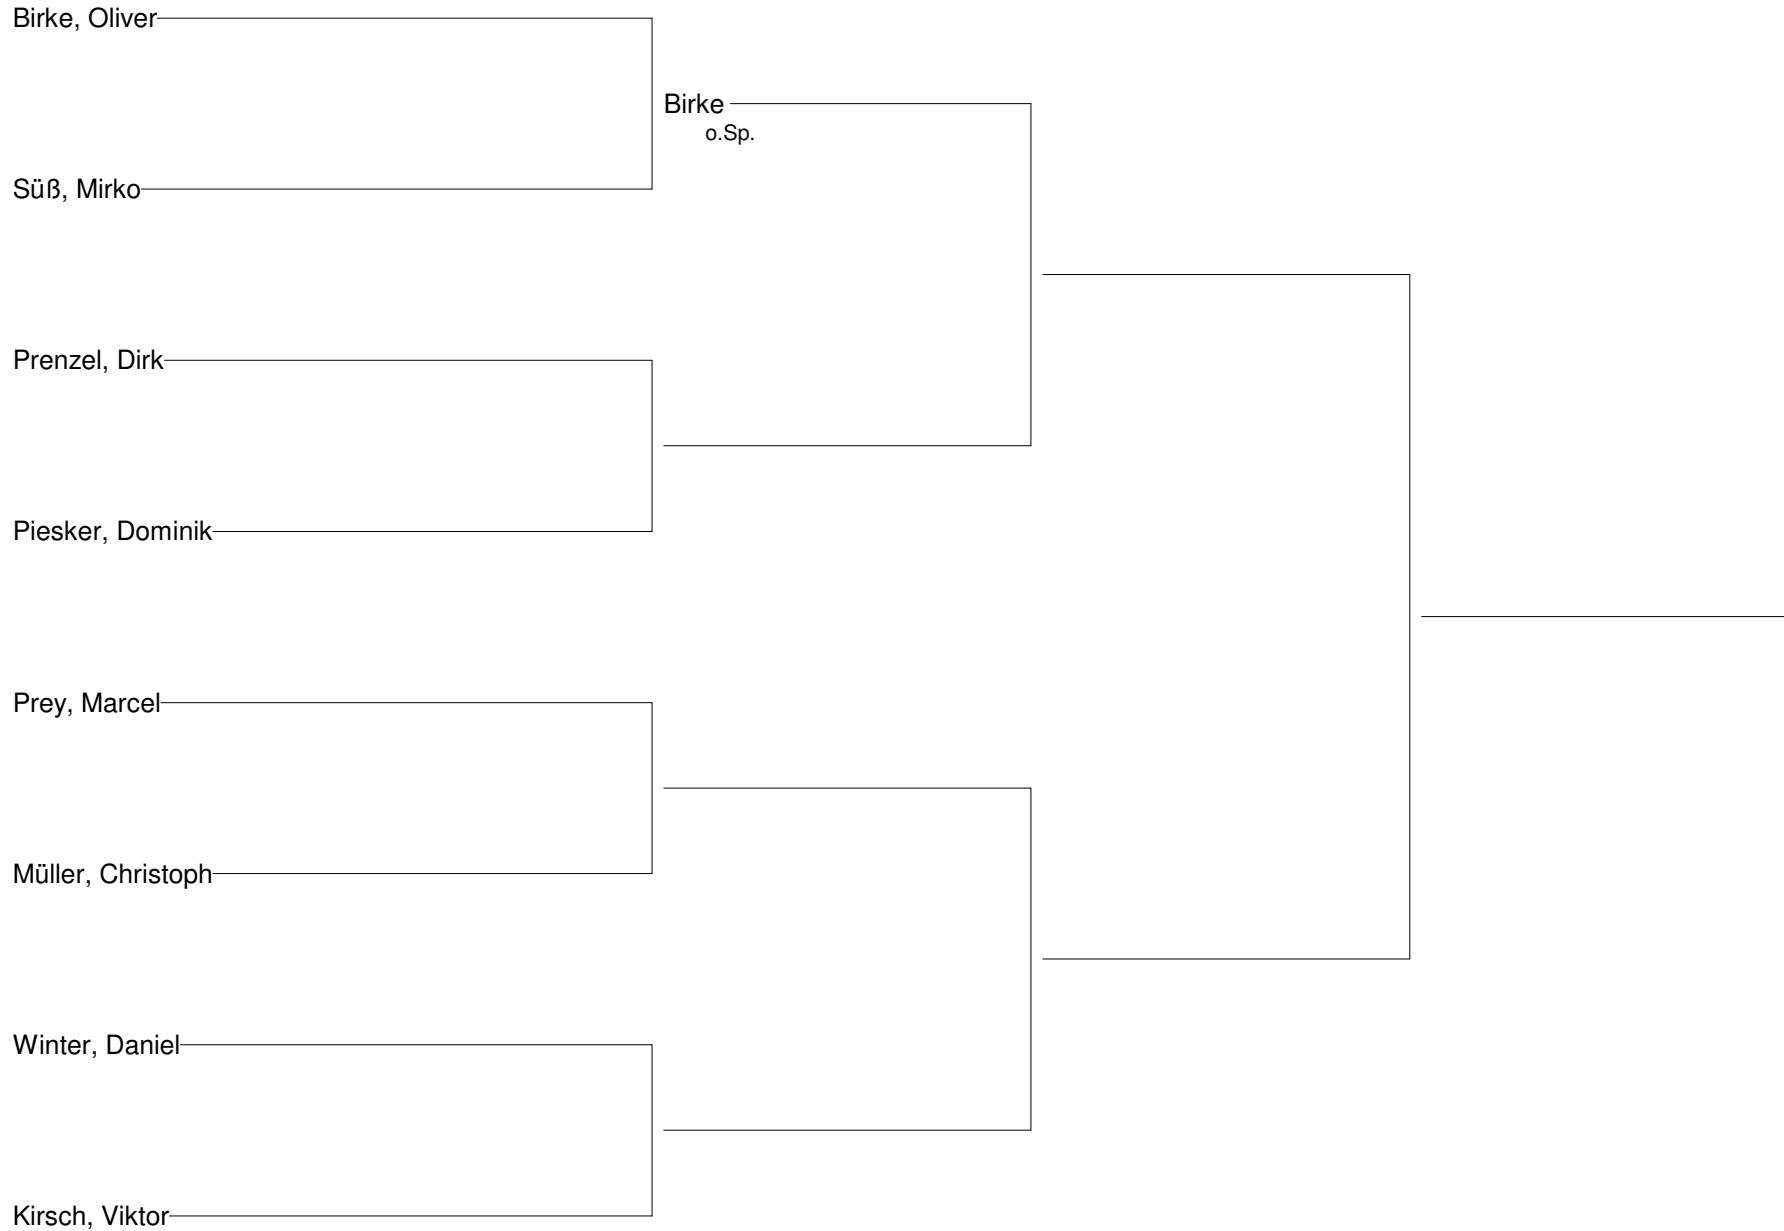 Birke, Oliver
Birke
o.Sp.
Süß, Mirko
Prenzel, Dirk
Piesker, Dominik
Prey, Marcel
Müller, Christoph
Winter, Daniel
Kirsch, Viktor